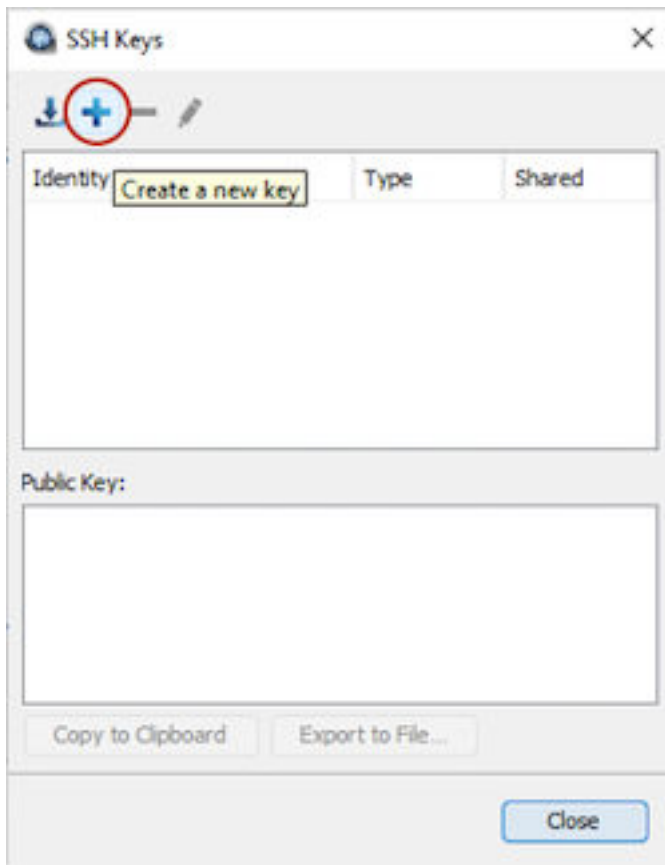 SSH Keys
Identity Type Shared
Create a new key
Public Key:
Copy to Clipboard Export to File...
Close